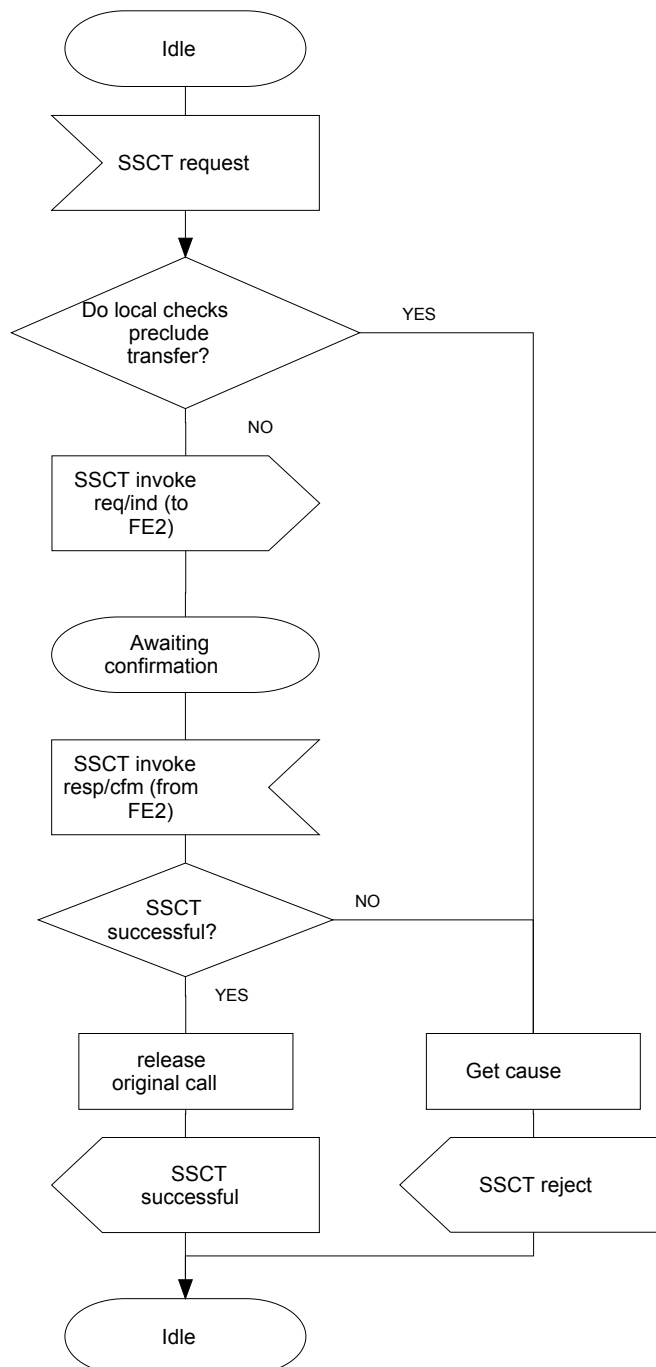 Idle
SSCT request
Do local checks
preclude
transfer?
YES
NO
SSCT invoke
req/ind (to
FE2)
Awaiting
confirmation
SSCT invoke
resp/cfm (from
FE2)
SSCT
successful?
NO
YES
release
original call
Get cause
SSCT
successful
SSCT reject
Idle